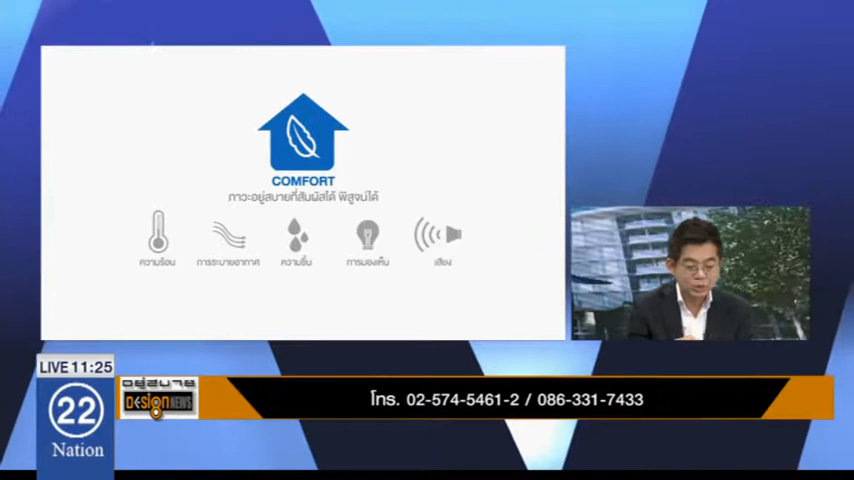 COMFORT
ภาวะอยู่สบายที่สัมผัสได้ พิสูจน์ได้
ความร้อน
การระบายอากาศ
ความชื้น
การมองเห็น
เสียง
LIVE 11:25
22
Nation
อยู่สบาย
DESIGN NEWS
โทร. 02-574-5461-2 / 086-331-7433